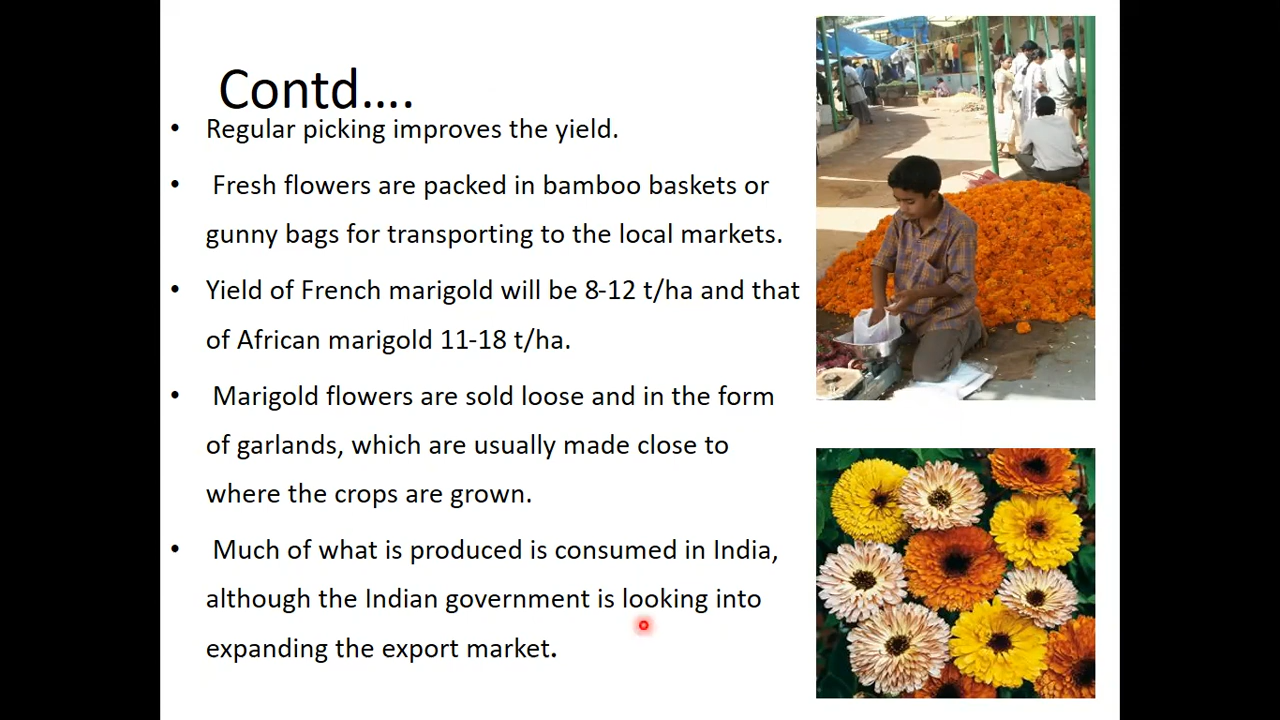 Contd….
• Regular picking improves the yield.
• Fresh flowers are packed in bamboo baskets or
gunny bags for transporting to the local markets.
• Yield of French marigold will be 8-12 t/ha and that
of African marigold 11-18 t/ha.
• Marigold flowers are sold loose and in the form
of garlands, which are usually made close to
where the crops are grown.
• Much of what is produced is consumed in India,
although the Indian government is looking into
expanding the export market.